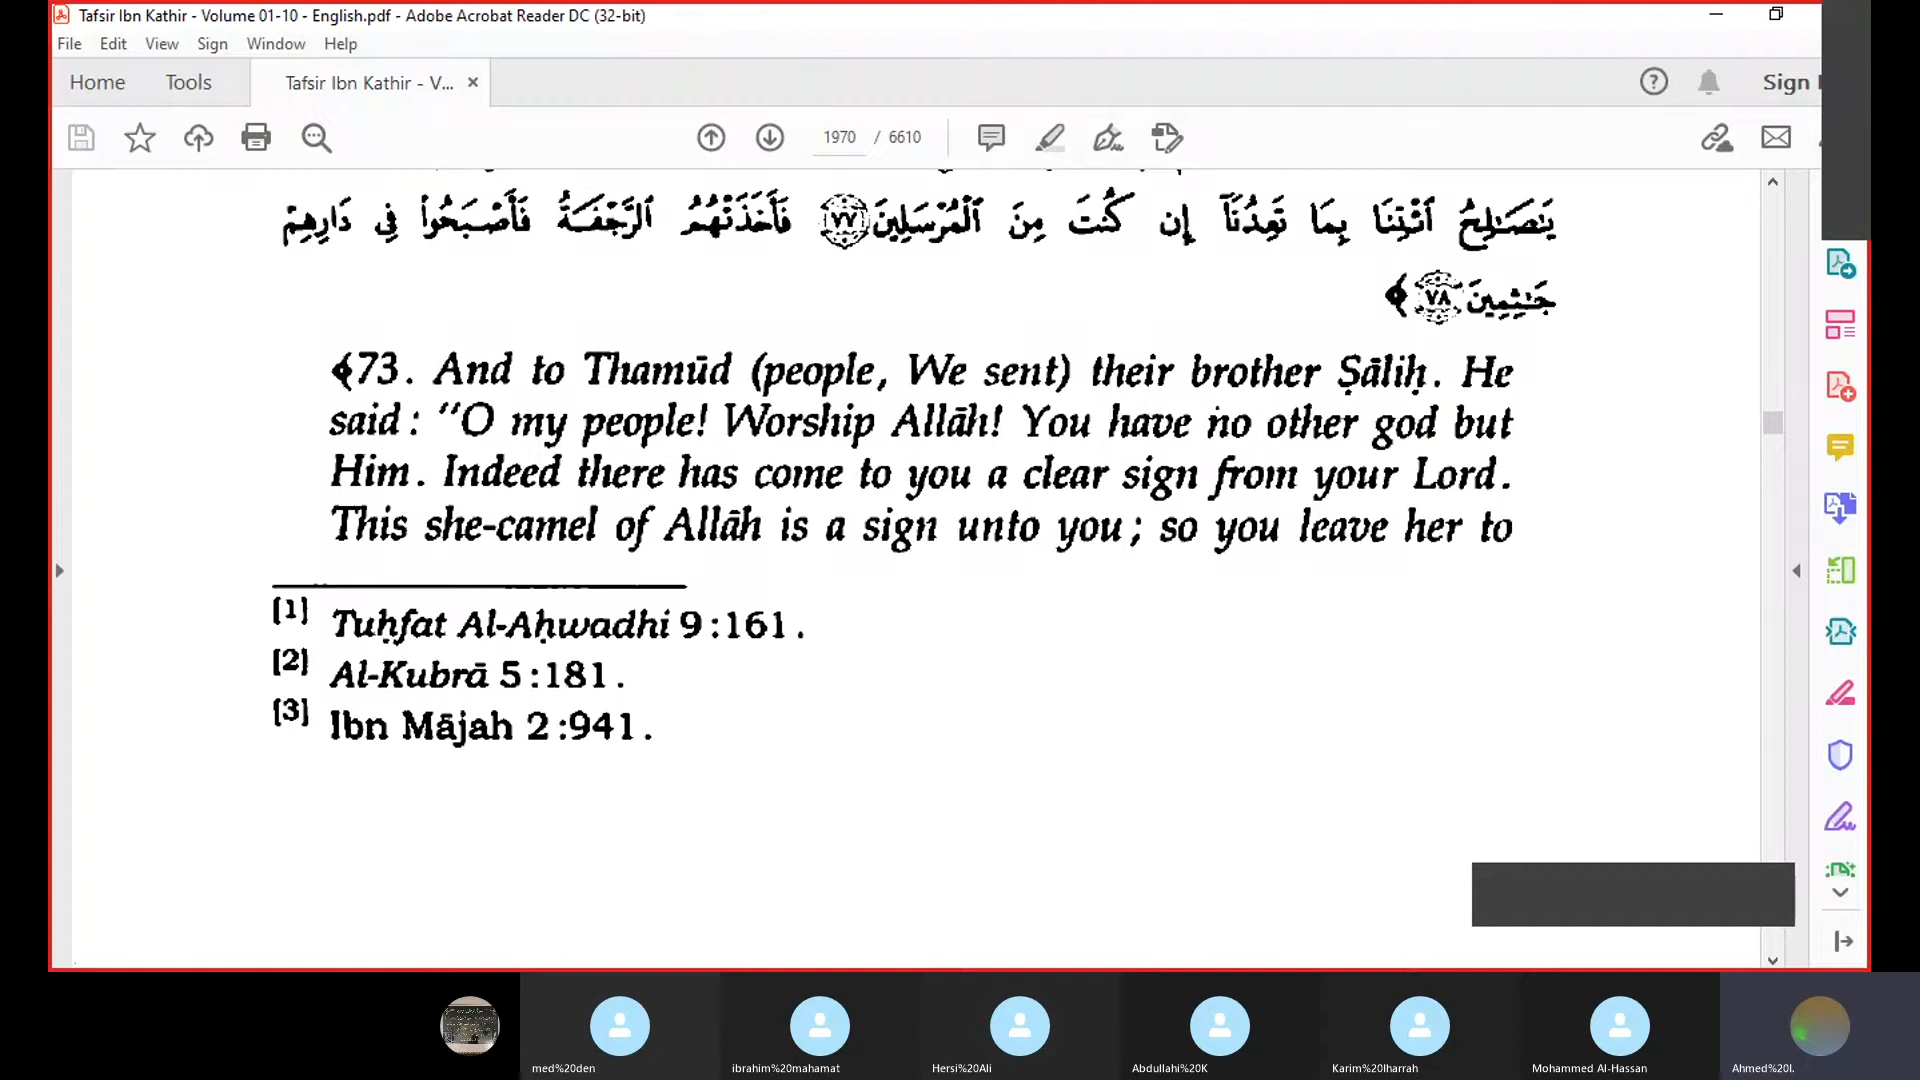 Tafsir Ibn Kathir - Volume 01-10 - English.pdf - Adobe Acrobat Reader DC (32-bit)
File Edit View Sign Window Help
Home Tools Tafsir Ibn Kathir - V... × Sign
1970 / 6610
يَٰصَٰلِحُ ٱئْتِنَا بِمَا تَعِدُنَآ إِن كُنتَ مِنَ ٱلْمُرْسَلِينَ ٧٧ فَأَخَذَتْهُمُ ٱلرَّجْفَةُ فَأَصْبَحُوا۟ فِى دَارِهِمْ
جَٰثِمِينَ ٧٨ ﴾
﴿73. And to Thamūd (people, We sent) their brother Ṣāliḥ. He
said: "O my people! Worship Allāh! You have no other god but
Him. Indeed there has come to you a clear sign from your Lord.
This she-camel of Allāh is a sign unto you; so you leave her to
[1] Tuḥfat Al-Aḥwadhi 9:161.
[2] Al-Kubrā 5:181.
[3] Ibn Mājah 2:941.
med%20den ibrahim%20mahamat Hersi%20Ali Abdullahi%20K Karim%20Iharrah Mohammed Al-Hassan Ahmed%20I.